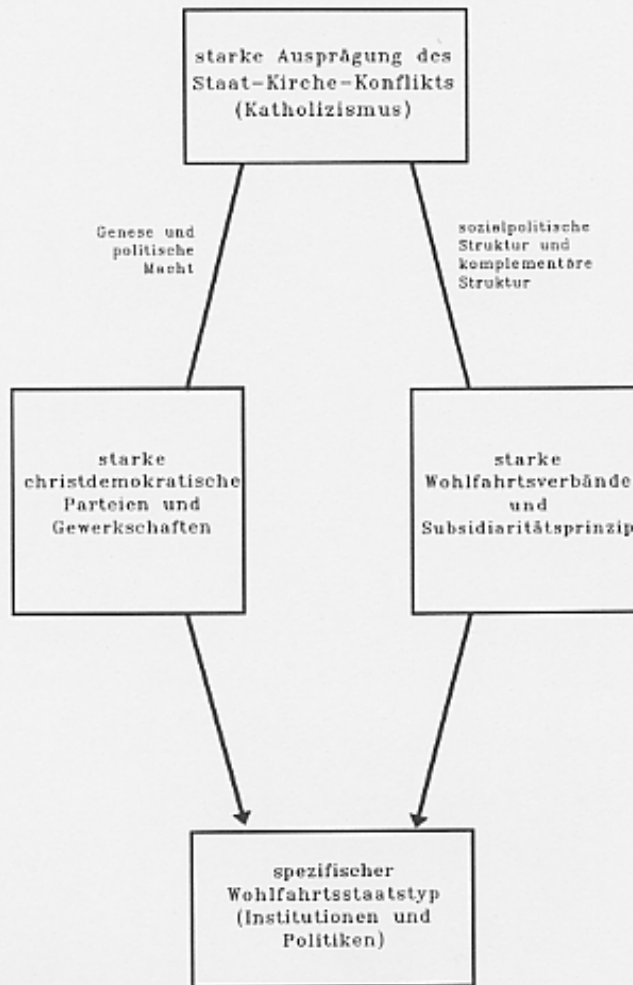 starke Ausprägung des
Staat-Kirche-Konflikts
(Katholizismus)
Genese und
politische
Macht
sozialpolitische
Struktur und
komplementäre
Struktur
starke
christdemokratische
Parteien und
Gewerkschaften
starke
Wohlfahrtsverbände
und
Subsidiaritätsprinzip
spezifischer
Wohlfahrtsstaatstyp
(Institutionen und
Politiken)